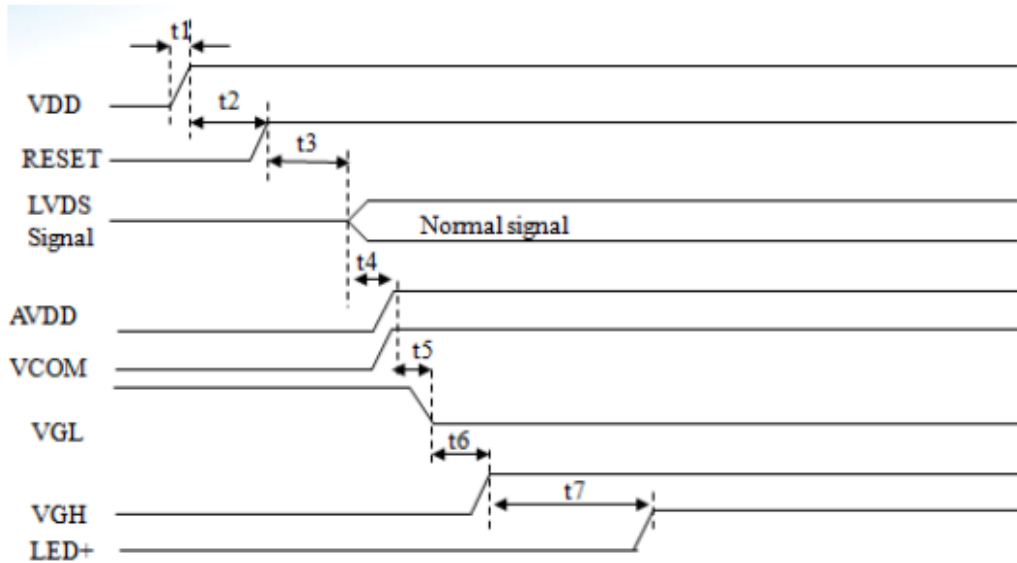 t1
VDD
t2
RESET
t3
LVDS
Signal
Normal signal
t4
AVDD
VCOM
t5
VGL
t6
VGH
t7
LED+